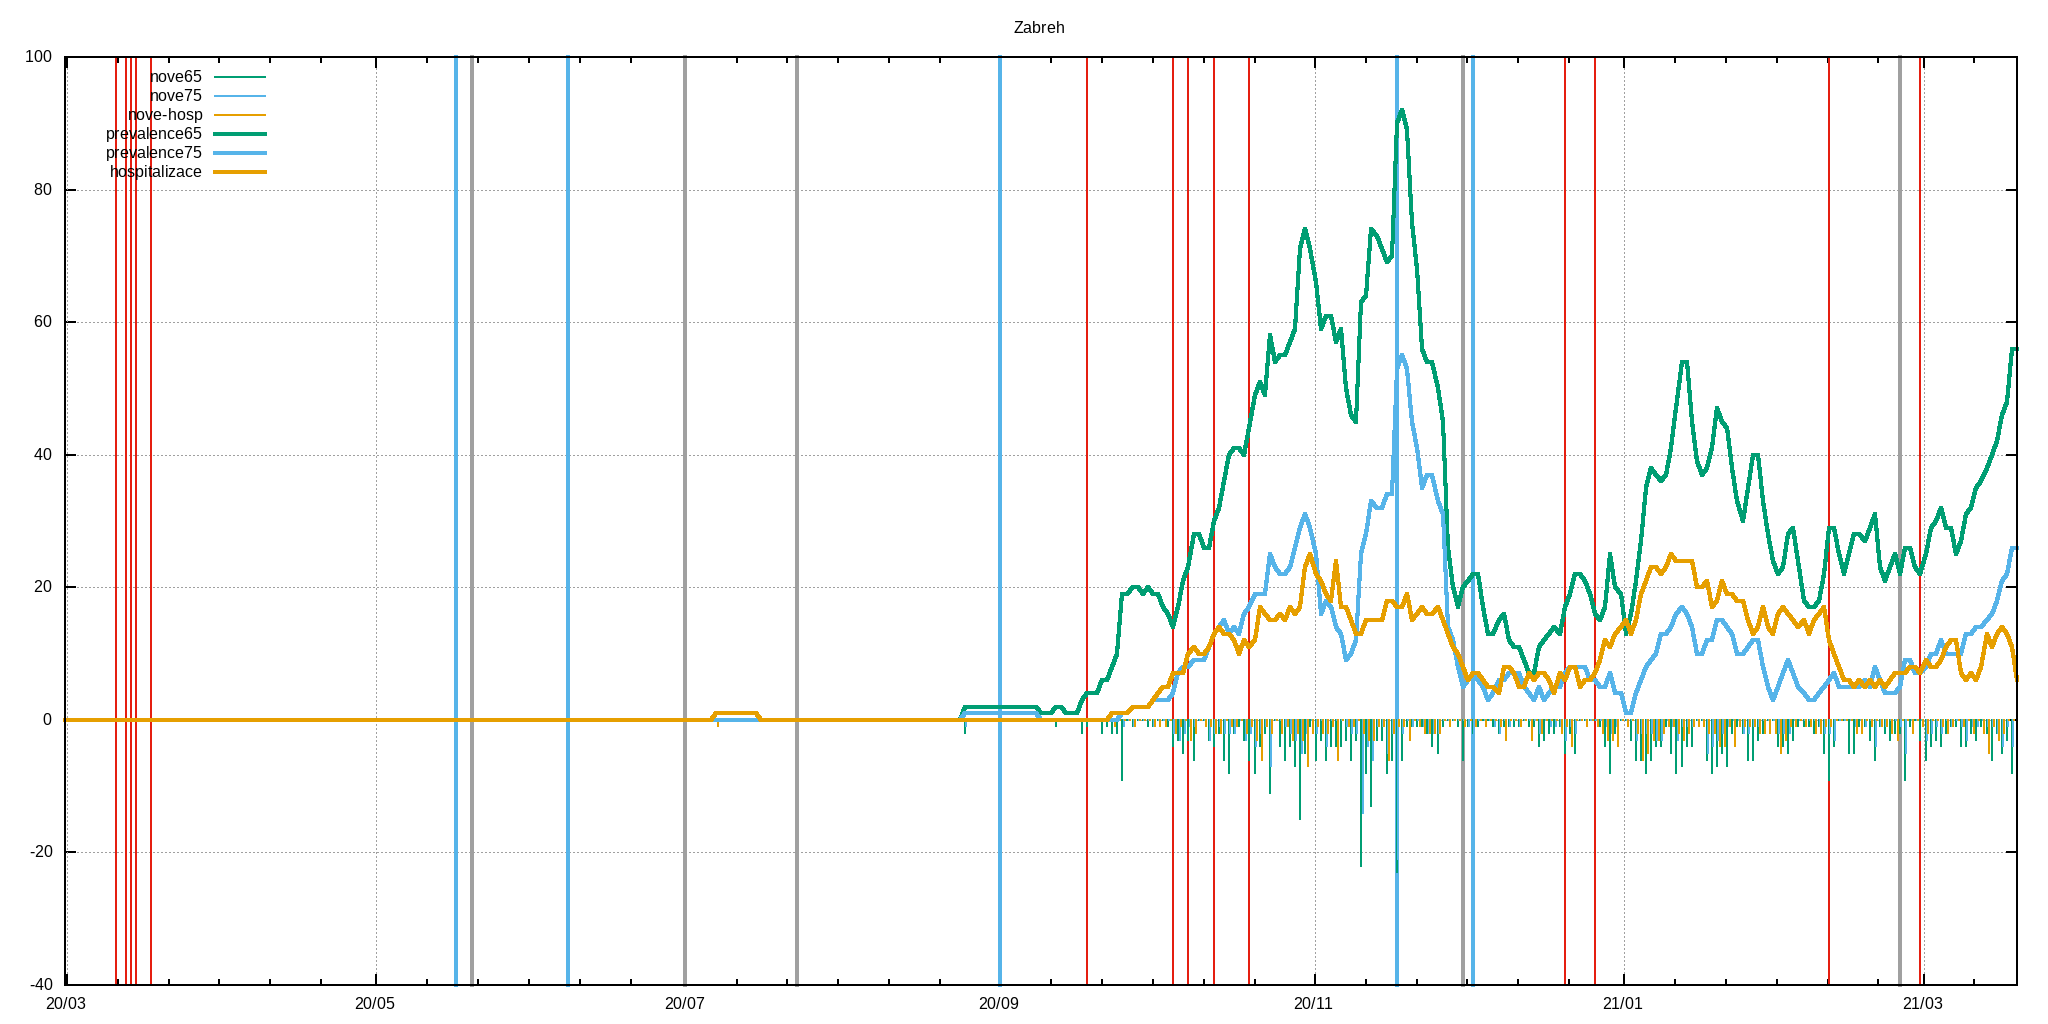 Zabreh
100
nove65
nove75
nove-hosp
prevalence65
prevalence75
hospitalizace
80
60
40
20
0
-20
-40
20/03 20/05 20/07 20/09 20/11 21/01 21/03